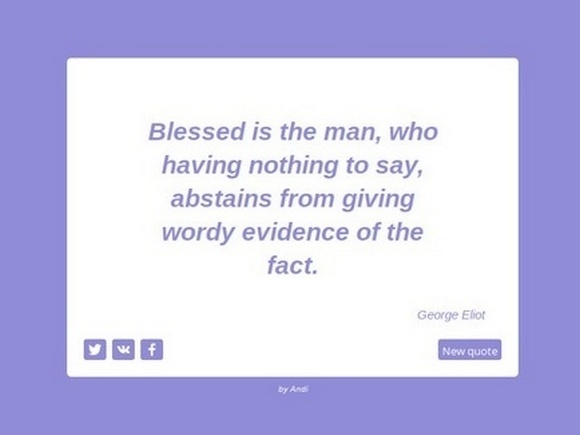 Blessed is the man, who
having nothing to say,
abstains from giving
wordy evidence of the
fact.
George Eliot
New quote
by Andi